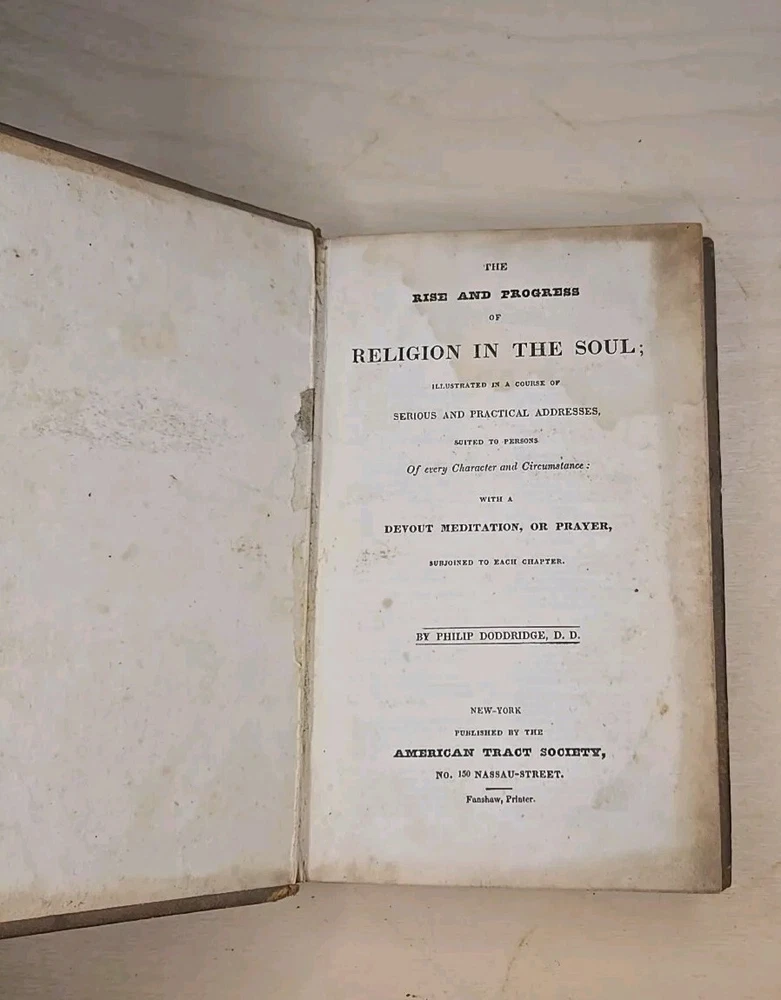 THE
RISE AND PROGRESS
OF
RELIGION IN THE SOUL;
ILLUSTRATED IN A COURSE OF
SERIOUS AND PRACTICAL ADDRESSES,
SUITED TO PERSONS
Of every Character and Circumstance:
WITH A
DEVOUT MEDITATION, OR PRAYER,
SUBJOINED TO EACH CHAPTER.
BY PHILIP DODDRIDGE, D. D.
NEW-YORK
PUBLISHED BY THE
AMERICAN TRACT SOCIETY,
NO. 150 NASSAU-STREET.
Fanshaw, Printer.